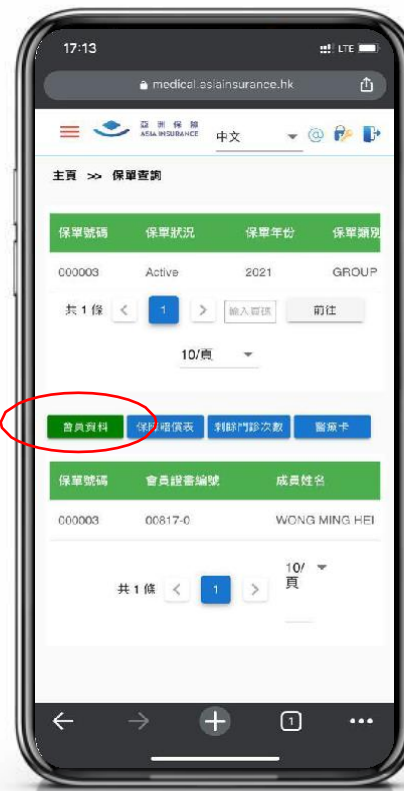 17:13
LTE
medical.asiainsurance.hk
亞洲保險
ASIA INSURANCE
中文
主頁 >> 保單查詢
保單號碼 保單狀況 保單年份 保單類別
000003 Active 2021 GROUP
共 1 條 < 1 > 輸入頁碼 前往
10/頁
會員資料 保障賠償表 剩餘門診次數 醫療卡
保單號碼 會員證書編號 成員姓名
000003 00817-0 WONG MING HEI
共 1 條 < 1 > 10/頁
1